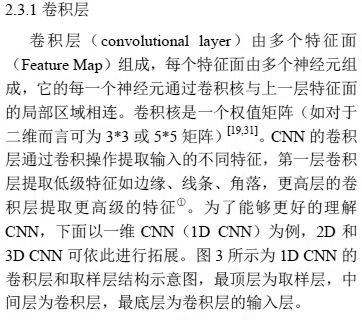 2.3.1 卷积层
卷积层（convolutional layer）由多个特征面
（Feature Map）组成，每个特征面由多个神经元组
成，它的每一个神经元通过卷积核与上一层特征面
的局部区域相连。卷积核是一个权值矩阵（如对于
二维而言可为 3*3 或 5*5 矩阵）[19,31]。CNN 的卷积
层通过卷积操作提取输入的不同特征，第一层卷积
层提取低级特征如边缘、线条、角落，更高层的卷
积层提取更高级的特征①。为了能够更好的理解
CNN，下面以一维 CNN（1D CNN）为例，2D 和
3D CNN 可依此进行拓展。图 3 所示为 1D CNN 的
卷积层和取样层结构示意图，最顶层为取样层，中
间层为卷积层，最底层为卷积层的输入层。